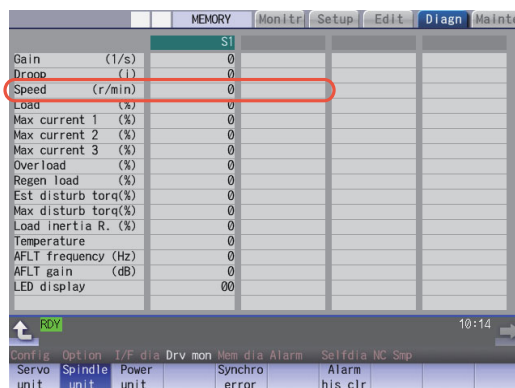 MEMORY Monitr Setup Edit Diagn Mainte
S1
Gain (1/s) 0
Droop (i) 0
Speed (r/min) 0
Load (%) 0
Max current 1 (%) 0
Max current 2 (%) 0
Max current 3 (%) 0
Overload (%) 0
Regen load (%) 0
Est disturb torq(%) 0
Max disturb torq(%) 0
Load inertia R. (%) 0
Temperature 0
AFLT frequency (Hz) 0
AFLT gain (dB) 0
LED display 00
RDY 10:14
Config Option I/F dia Drv mon Mem dia Alarm Selfdia NC Smp
Servo Spindle Power Synchro Alarm
unit unit unit error his clr